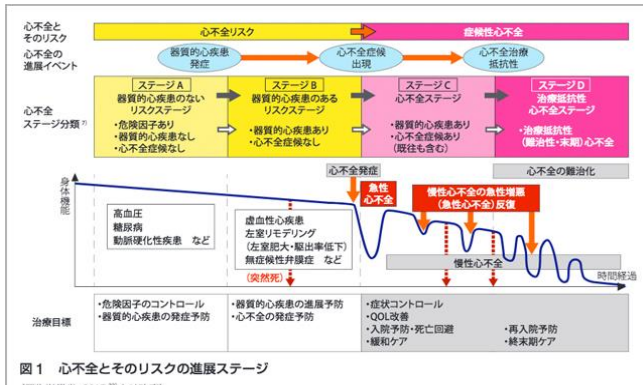 心不全と
そのリスク
心不全リスク
症候性心不全
心不全の
進展イベント
器質的心疾患
発症
心不全症候
出現
心不全治療
抵抗性
心不全
ステージ分類
ステージA
器質的心疾患のない
リスクステージ
・危険因子あり
・器質的心疾患なし
・心不全症候なし
ステージB
器質的心疾患のある
リスクステージ
・器質的心疾患あり
・心不全症候なし
ステージC
心不全ステージ
・器質的心疾患あり
・心不全症候あり
(既往も含む)
ステージD
治療抵抗性
心不全ステージ
・治療抵抗性
(難治性・末期)心不全
心不全発症
心不全の難治化
身体機能
急性
心不全
慢性心不全の急性増悪
(急性心不全)反復
高血圧
糖尿病
動脈硬化性疾患 など
虚血性心疾患
左室リモデリング
(左室肥大・駆出率低下)
無症候性弁膜症 など
(突然死)
慢性心不全
時間経過
治療目標
・危険因子のコントロール
・器質的心疾患の発症予防
・器質的心疾患の進展予防
・心不全の発症予防
・症状コントロール
・QOL改善
・入院予防・死亡回避
・緩和ケア
・再入院予防
・終末期ケア
図1 心不全とそのリスクの進展ステージ